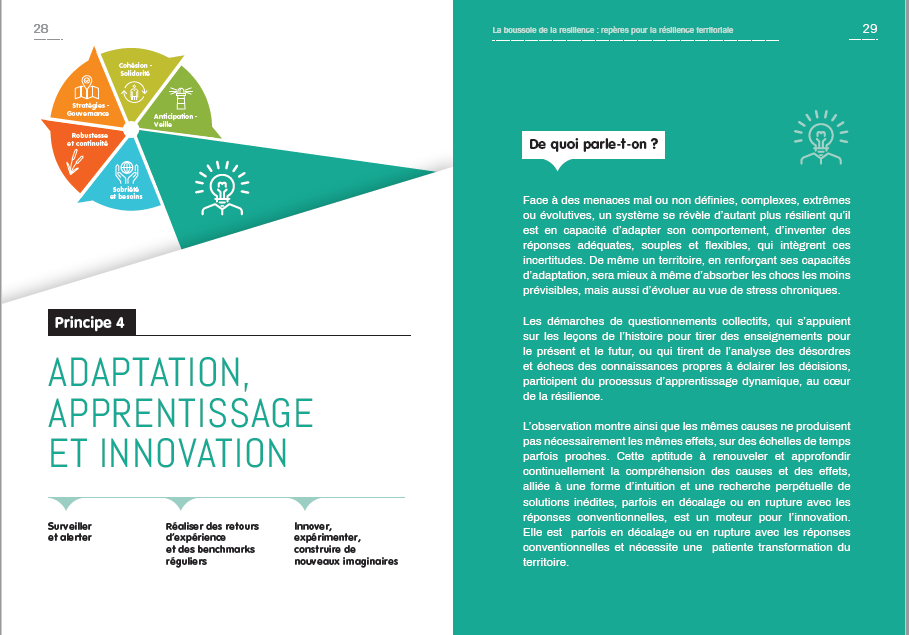 28
Cohésion -
Solidarité
Stratégies -
Gouvernance
Anticipation -
Veille
Robustesse
et continuité
Sobriété
et besoins
Principe 4
ADAPTATION,
APPRENTISSAGE
ET INNOVATION
Surveiller
et alerter
Réaliser des retours
d'expérience
et des benchmarks
réguliers
Innover,
expérimenter,
construire de
nouveaux imaginaires
La boussole de la resilience : repères pour la résilience territoriale
29
De quoi parle-t-on ?
Face à des menaces mal ou non définies, complexes, extrêmes
ou évolutives, un système se révèle d'autant plus résilient qu'il
est en capacité d'adapter son comportement, d'inventer des
réponses adéquates, souples et flexibles, qui intègrent ces
incertitudes. De même un territoire, en renforçant ses capacités
d'adaptation, sera mieux à même d'absorber les chocs les moins
prévisibles, mais aussi d'évoluer au vue de stress chroniques.
Les démarches de questionnements collectifs, qui s'appuient
sur les leçons de l'histoire pour tirer des enseignements pour
le présent et le futur, ou qui tirent de l'analyse des désordres
et échecs des connaissances propres à éclairer les décisions,
participent du processus d'apprentissage dynamique, au cœur
de la résilience.
L'observation montre ainsi que les mêmes causes ne produisent
pas nécessairement les mêmes effets, sur des échelles de temps
parfois proches. Cette aptitude à renouveler et approfondir
continuellement la compréhension des causes et des effets,
alliée à une forme d'intuition et une recherche perpétuelle de
solutions inédites, parfois en décalage ou en rupture avec les
réponses conventionnelles, est un moteur pour l'innovation.
Elle est parfois en décalage ou en rupture avec les réponses
conventionnelles et nécessite une patiente transformation du
territoire.